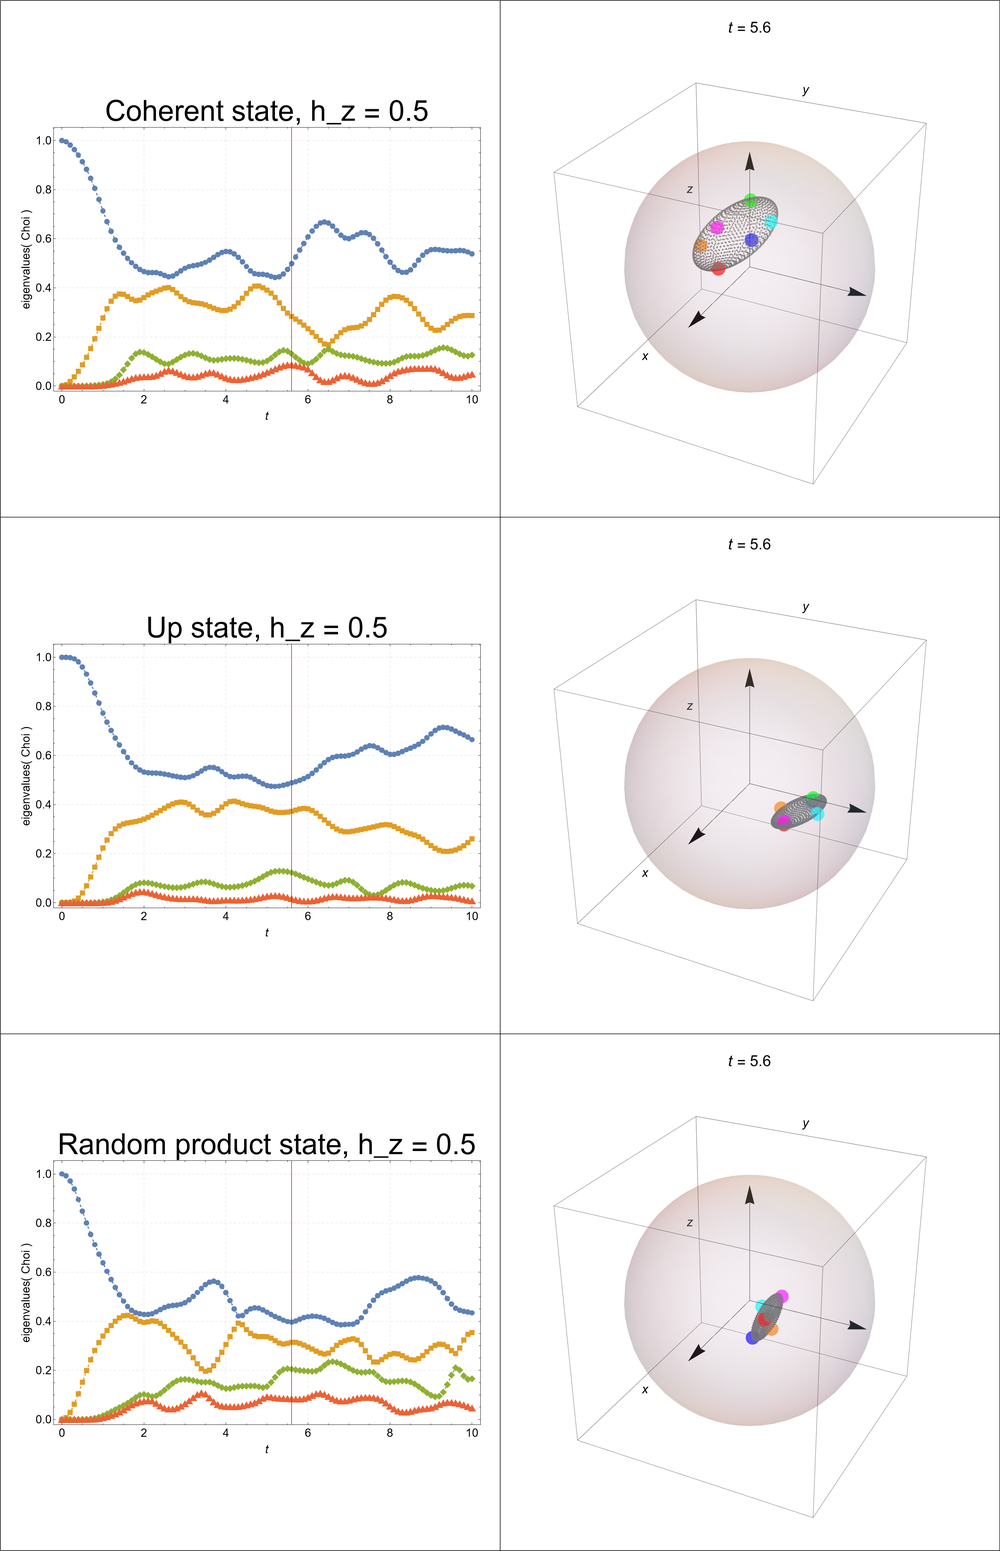 t = 5.6
Coherent state, h_z = 0.5
eigenvalues( Choi )
1.0
0.8
0.6
0.4
0.2
0.0
0 2 4 6 8 10
t
y
z
x
t = 5.6
Up state, h_z = 0.5
eigenvalues( Choi )
1.0
0.8
0.6
0.4
0.2
0.0
0 2 4 6 8 10
t
y
z
x
t = 5.6
Random product state, h_z = 0.5
eigenvalues( Choi )
1.0
0.8
0.6
0.4
0.2
0.0
0 2 4 6 8 10
t
y
z
x